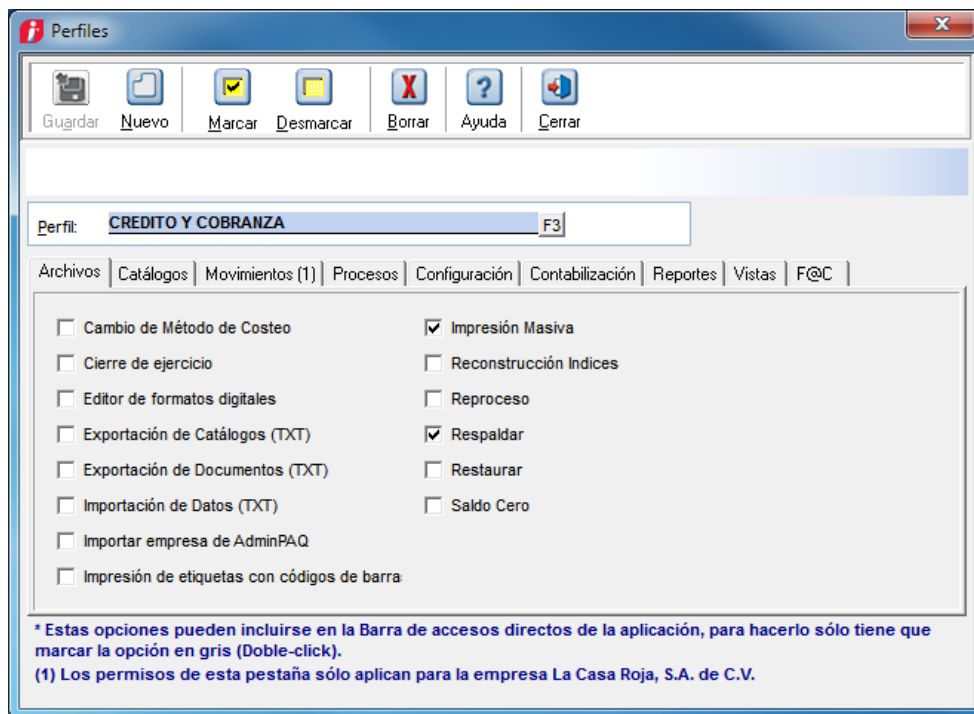 Perfiles
Guardar Nuevo Marcar Desmarcar Borrar Ayuda Cerrar
Perfil: CREDITO Y COBRANZA F3
Archivos Catálogos Movimientos (1) Procesos Configuración Contabilización Reportes Vistas F@C
Cambio de Método de Costeo
Cierre de ejercicio
Editor de formatos digitales
Exportación de Catálogos (TXT)
Exportación de Documentos (TXT)
Importación de Datos (TXT)
Importar empresa de AdminPAQ
Impresión de etiquetas con códigos de barra
Impresión Masiva
Reconstrucción Indices
Reproceso
Respaldar
Restaurar
Saldo Cero
* Estas opciones pueden incluirse en la Barra de accesos directos de la aplicación, para hacerlo sólo tiene que
marcar la opción en gris (Doble-click).
(1) Los permisos de esta pestaña sólo aplican para la empresa La Casa Roja, S.A. de C.V.